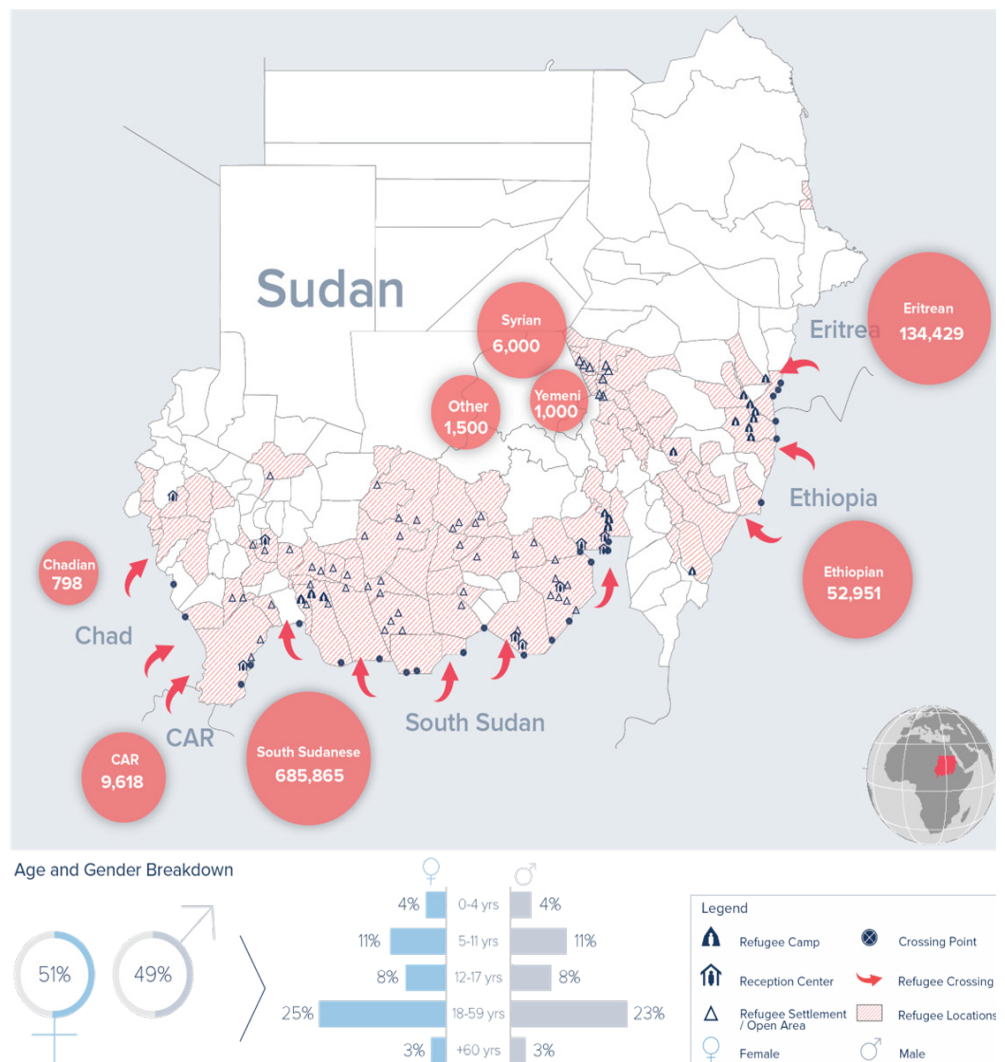 Sudan
Syrian
6,000
Yemeni
1,000
Other
1,500
Eritrea
Eritrean
134,429
Ethiopia
Ethiopian
52,951
Chadian
798
Chad
CAR
CAR
9,618
South Sudanese
685,865
South Sudan
Age and Gender Breakdown
51%
49%
4% 0-4 yrs 4%
11% 5-11 yrs 11%
8% 12-17 yrs 8%
25% 18-59 yrs 23%
3% +60 yrs 3%
Legend
Refugee Camp
Crossing Point
Reception Center
Refugee Crossing
Refugee Settlement
/ Open Area
Refugee Locations
Female
Male